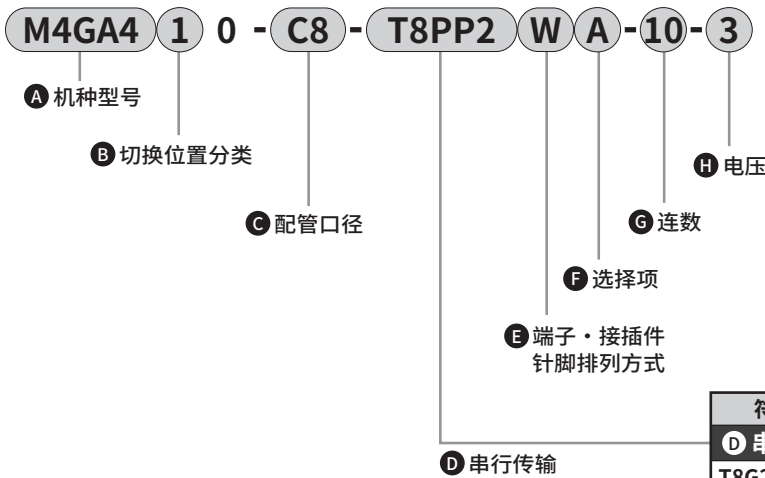 M4GA4 1 0 - C8 - T8PP2 W A - 10 - 3
A 机种型号
B 切换位置分类
H 电压
C 配管口径
G 连数
F 选择项
E 端子・接插件
针脚排列方式
D 串行传输